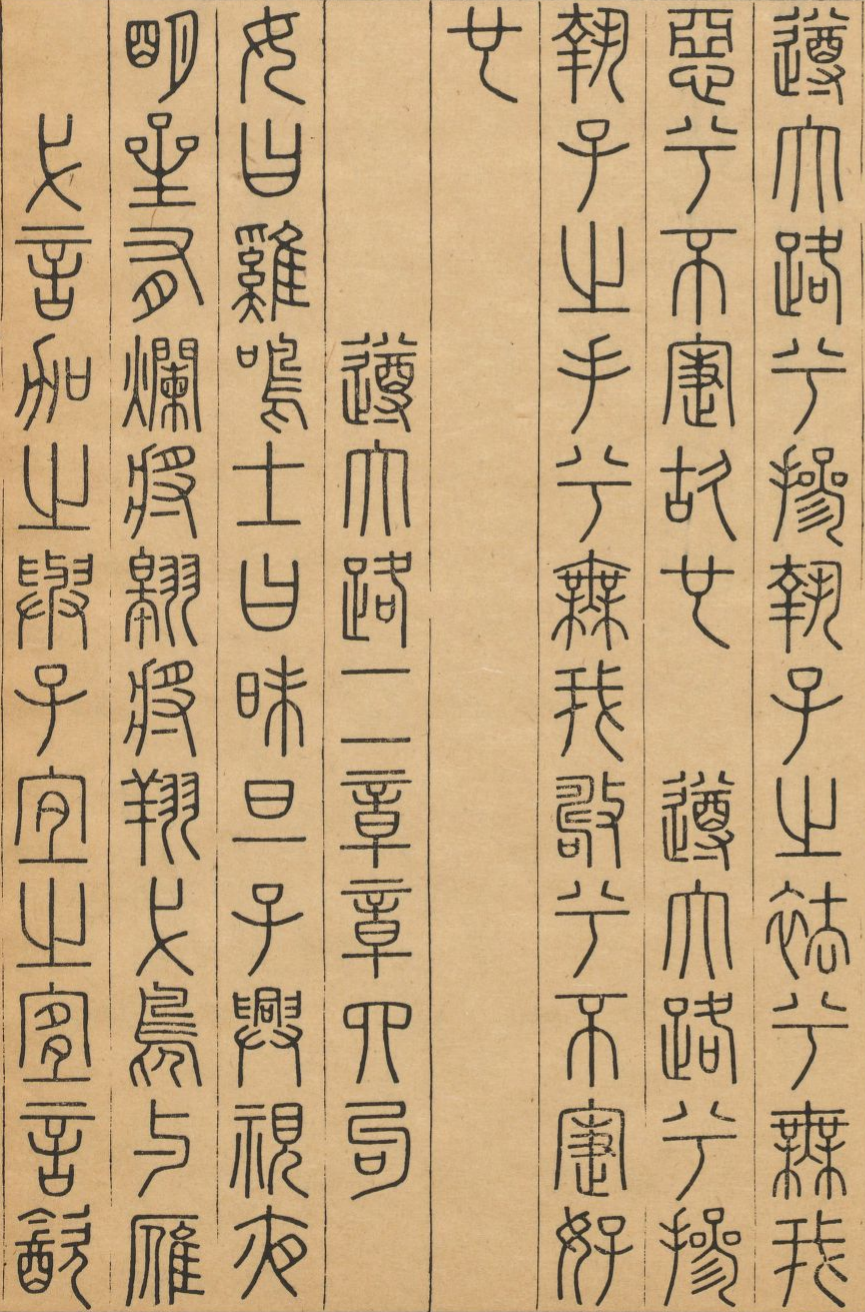 遵大路兮摻執子之袪兮無我
惡兮不寁故也　遵大路兮摻
執子之手兮無我魗兮不寁好
也
遵大路二章章四句
女曰雞鳴士曰昧旦子興視夜
明星有爛將翱將翔弋鳧与雁
弋言加之與子宜之宜言飲